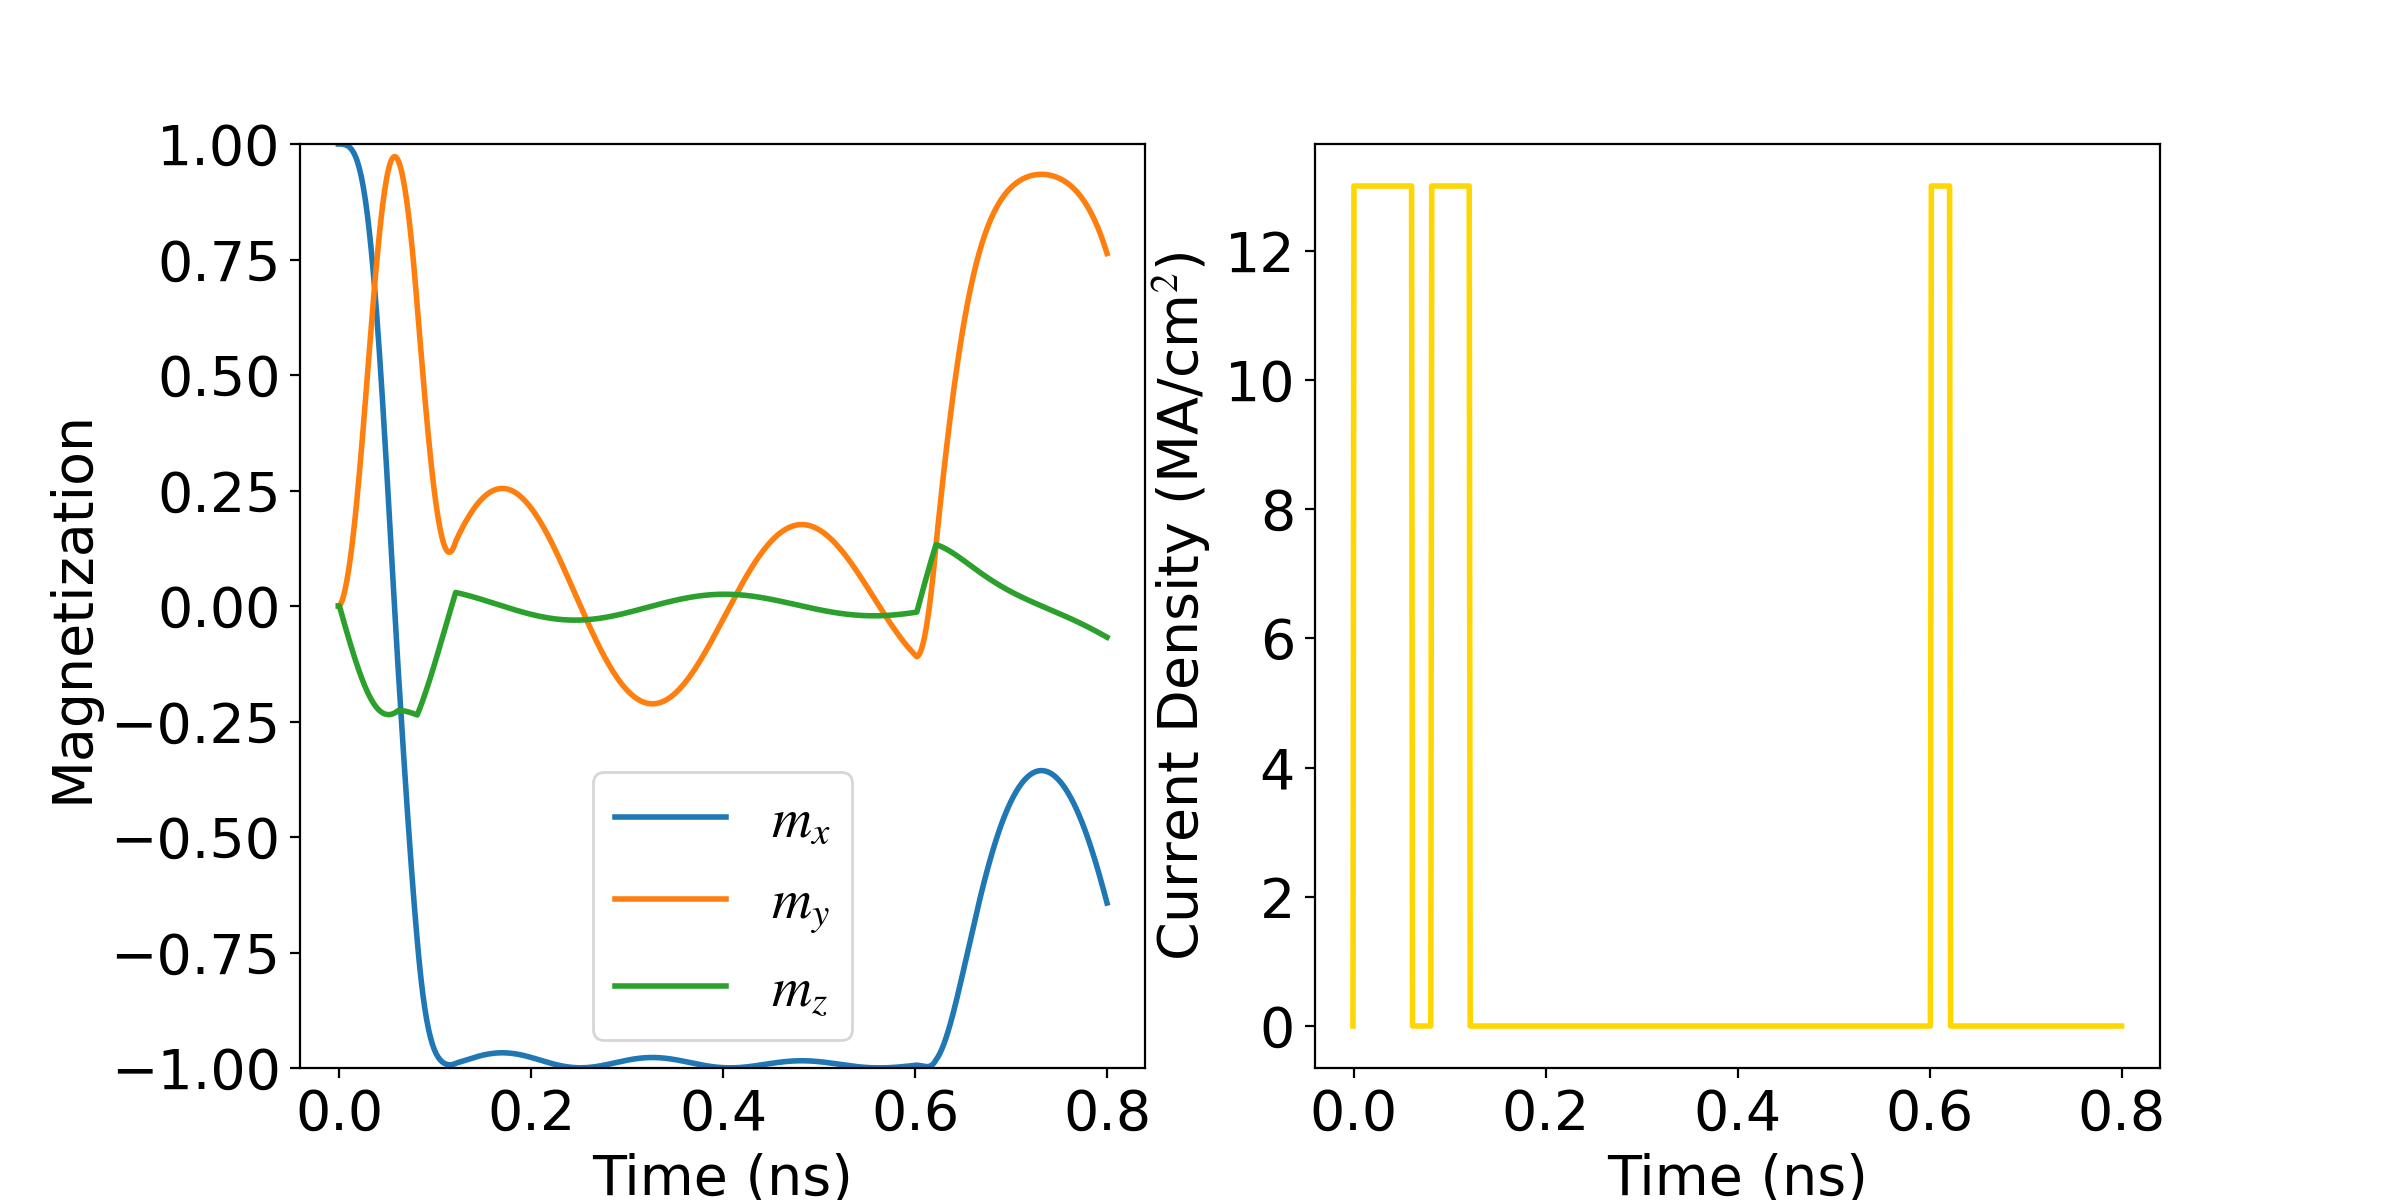 Magnetization
1.00
0.75
0.50
0.25
0.00
−0.25
−0.50
−0.75
−1.00
0.0 0.2 0.4 0.6 0.8
Time (ns)
m_x
m_y
m_z
Current Density (MA/cm²)
12
10
8
6
4
2
0
0.0 0.2 0.4 0.6 0.8
Time (ns)